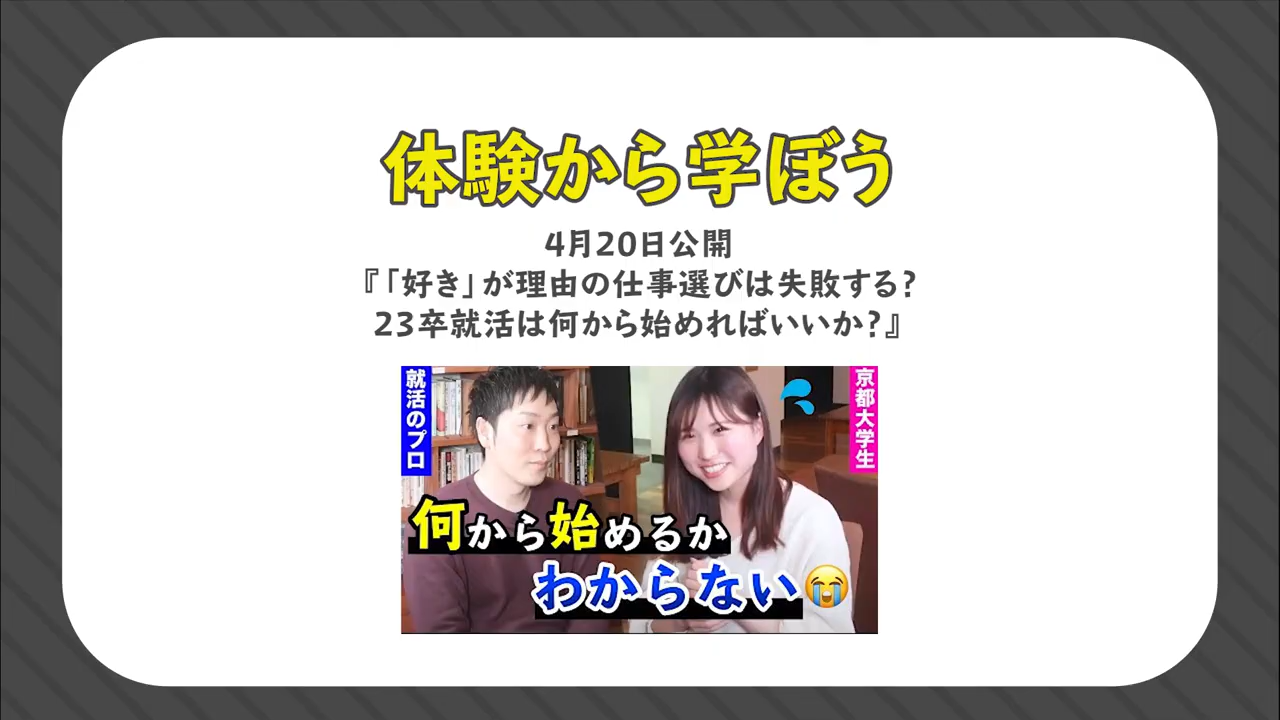 体験から学ぼう
4月20日公開
『「好き」が理由の仕事選びは失敗する?
23卒就活は何から始めればいいか?』
就活のプロ
京都大学生
何から始めるか
わからない